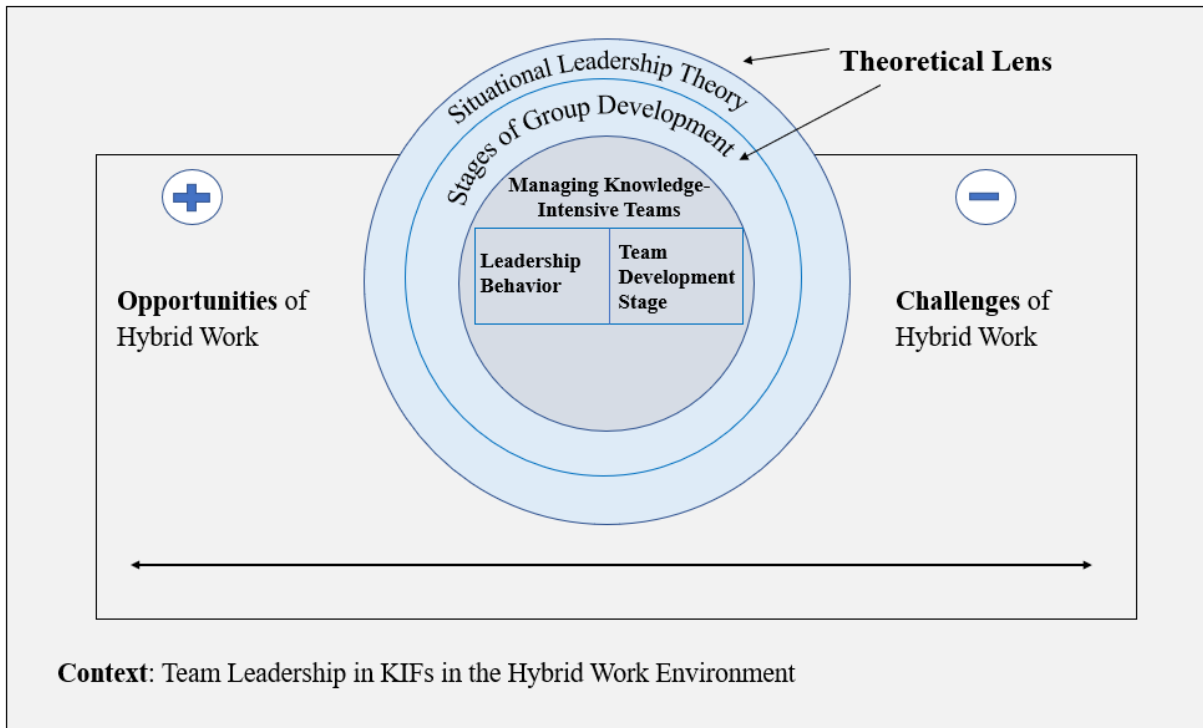 Situational Leadership Theory
Theoretical Lens
Stages of Group Development
Managing Knowledge-
Intensive Teams
Leadership
Behavior
Team
Development
Stage
Opportunities of
Hybrid Work
Challenges of
Hybrid Work
Context: Team Leadership in KIFs in the Hybrid Work Environment